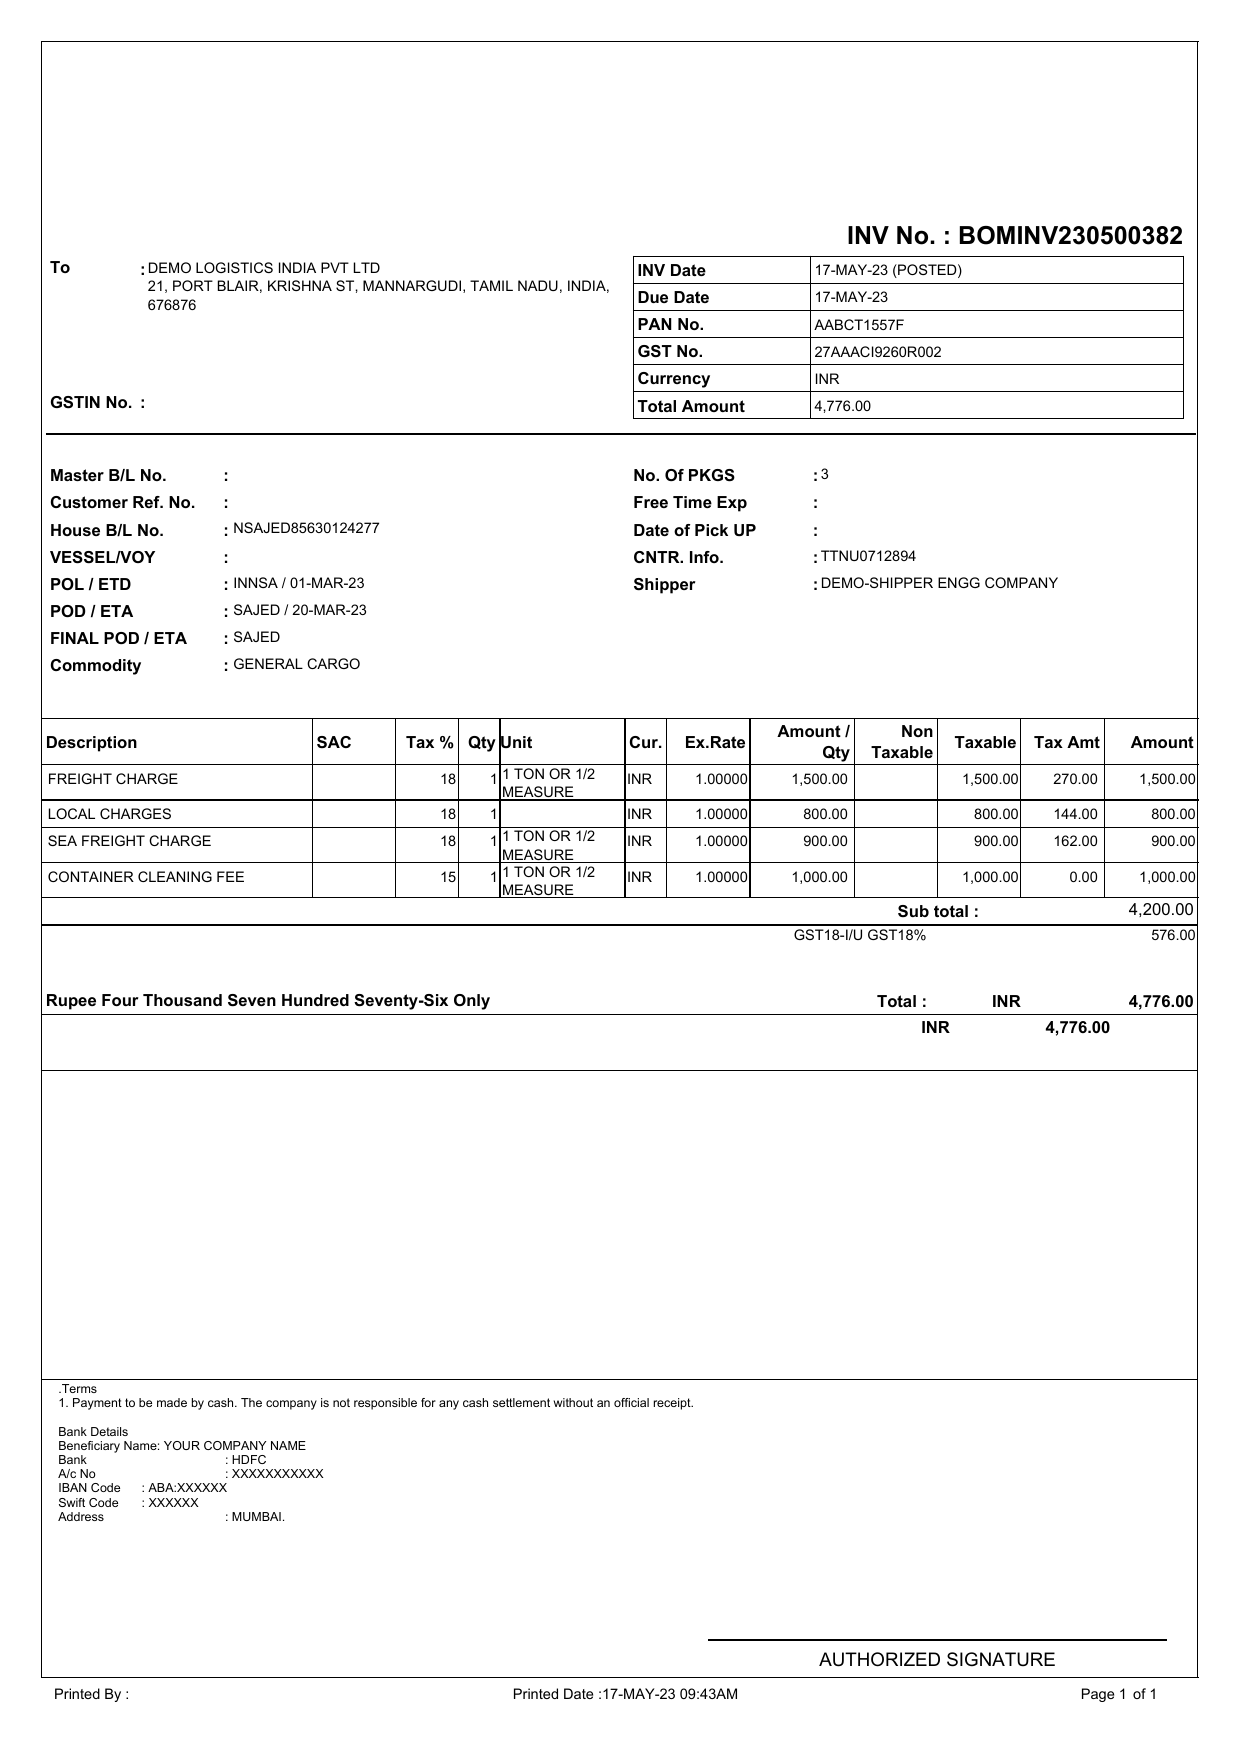 INV No. : BOMINV230500382
To : DEMO LOGISTICS INDIA PVT LTD
21, PORT BLAIR, KRISHNA ST, MANNARGUDI, TAMIL NADU, INDIA,
676876
GSTIN No. :
INV Date 17-MAY-23 (POSTED)
Due Date 17-MAY-23
PAN No. AABCT1557F
GST No. 27AAACI9260R002
Currency INR
Total Amount 4,776.00
Master B/L No. :
Customer Ref. No. :
House B/L No. : NSAJED85630124277
VESSEL/VOY :
POL / ETD : INNSA / 01-MAR-23
POD / ETA : SAJED / 20-MAR-23
FINAL POD / ETA : SAJED
Commodity : GENERAL CARGO
No. Of PKGS : 3
Free Time Exp :
Date of Pick UP :
CNTR. Info. : TTNU0712894
Shipper : DEMO-SHIPPER ENGG COMPANY
Description SAC Tax % Qty Unit Cur. Ex.Rate Amount / Qty Non Taxable Taxable Tax Amt Amount
FREIGHT CHARGE 18 1 1 TON OR 1/2 MEASURE INR 1.00000 1,500.00 1,500.00 270.00 1,500.00
LOCAL CHARGES 18 1 INR 1.00000 800.00 800.00 144.00 800.00
SEA FREIGHT CHARGE 18 1 1 TON OR 1/2 MEASURE INR 1.00000 900.00 900.00 162.00 900.00
CONTAINER CLEANING FEE 15 1 1 TON OR 1/2 MEASURE INR 1.00000 1,000.00 1,000.00 0.00 1,000.00
Sub total : 4,200.00
GST18-I/U GST18% 576.00
Rupee Four Thousand Seven Hundred Seventy-Six Only Total : INR 4,776.00
INR 4,776.00
.Terms
1. Payment to be made by cash. The company is not responsible for any cash settlement without an official receipt.
Bank Details
Beneficiary Name: YOUR COMPANY NAME
Bank : HDFC
A/c No : XXXXXXXXXXX
IBAN Code : ABA:XXXXXX
Swift Code : XXXXXX
Address : MUMBAI.
AUTHORIZED SIGNATURE
Printed By : Printed Date :17-MAY-23 09:43AM Page 1 of 1